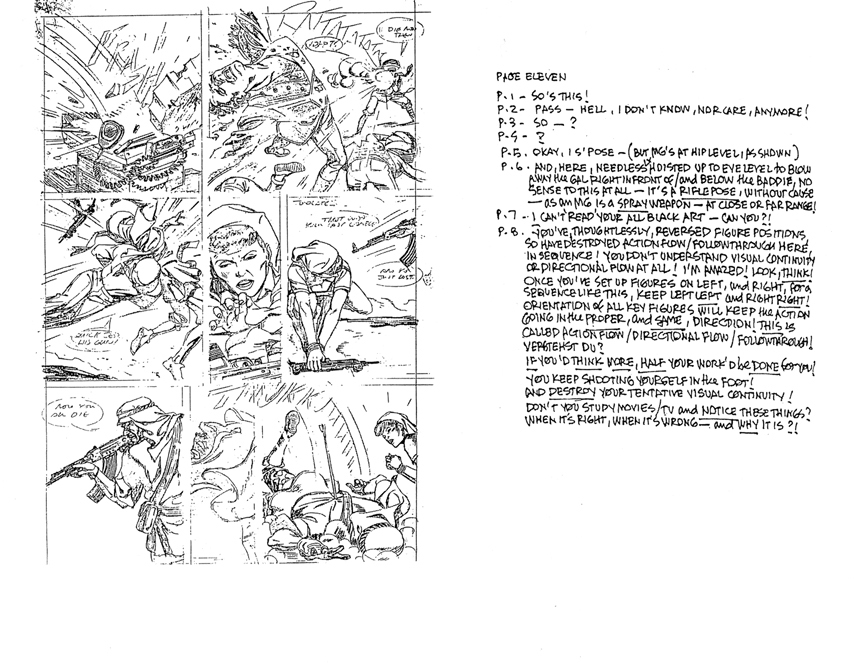 DIE NOW
THEN
NOW YOU
ALL DIE
PAGE ELEVEN
P.1 - SO'S THIS!
P.2- PASS - HELL, I DON'T KNOW, NOR CARE, ANYMORE!
P.3 - SO - ?
P.4 - ?
P.5. OKAY, I S'POSE - (BUT MG'S AT HIP LEVEL, AS SHOWN)
P.6. AND, HERE, NEEDLESSLY HOISTED UP TO EYE LEVEL to BLOW
AWAY the GAL RIGHT IN FRONT OF/and BELOW the BADDIE, NO
SENSE TO THIS AT ALL - IT'S A RIFLE POSE, WITHOUT CAUSE
- AS AN MG IS A SPRAY WEAPON - AT CLOSE OR FAR RANGE!
P.7 - I CAN'T READ YOUR ALL BLACK ART - CAN YOU?!
P.8. YOU'VE, THOUGHTLESSLY, REVERSED FIGURE POSITIONS,
SO HAVE DESTROYED ACTION FLOW/FOLLOWTHROUGH HERE,
IN SEQUENCE! YOU DON'T UNDERSTAND VISUAL CONTINUITY
OR DIRECTIONAL FLOW AT ALL! I'M AMAZED! LOOK, THINK!
ONCE YOU'VE SET UP FIGURES ON LEFT, and RIGHT, for a
SEQUENCE LIKE THIS, KEEP LEFT LEFT and RIGHT RIGHT!
ORIENTATION of ALL KEY FIGURES WILL KEEP the ACTION
GOING IN the PROPER, and SAME, DIRECTION! THIS IS
CALLED ACTION FLOW/DIRECTIONAL FLOW/FOLLOWTHROUGH!
VERSTEHST DU?
IF YOU'D THINK MORE, HALF YOUR WORK'D be DONE for YOU!
YOU KEEP SHOOTING YOURSELF IN the FOOT!
AND DESTROY YOUR TENTATIVE VISUAL CONTINUITY!
DON'T YOU STUDY MOVIES/TV and NOTICE THESE THINGS?
WHEN IT'S RIGHT, WHEN IT'S WRONG - and WHY IT IS?!